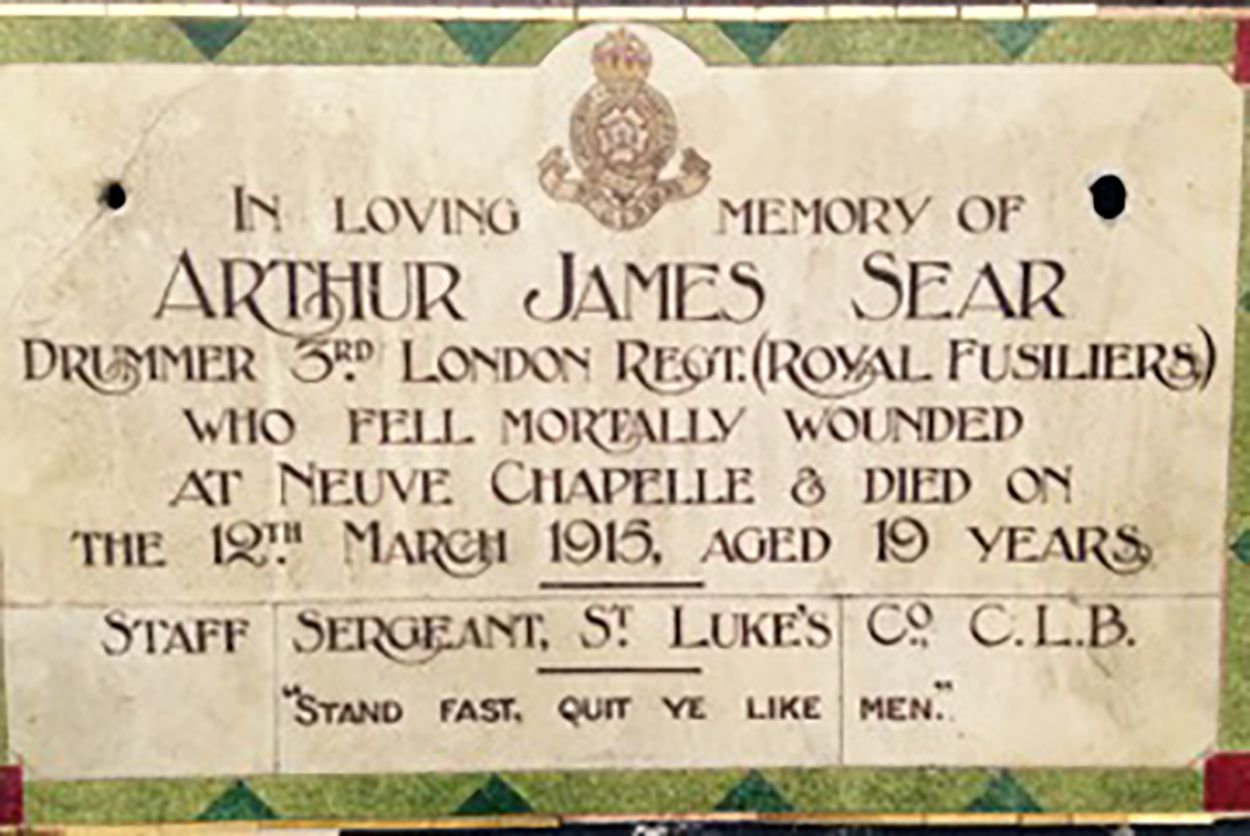 IN LOVING MEMORY OF
ARTHUR JAMES SEAR
DRUMMER 3RD. LONDON REGT. (ROYAL FUSILIERS)
WHO FELL MORTALLY WOUNDED
AT NEUVE CHAPELLE & DIED ON
THE 12TH. MARCH 1915, AGED 19 YEARS,
STAFF SERGEANT, ST. LUKE'S CO., C.L.B.
"STAND FAST, QUIT YE LIKE MEN."